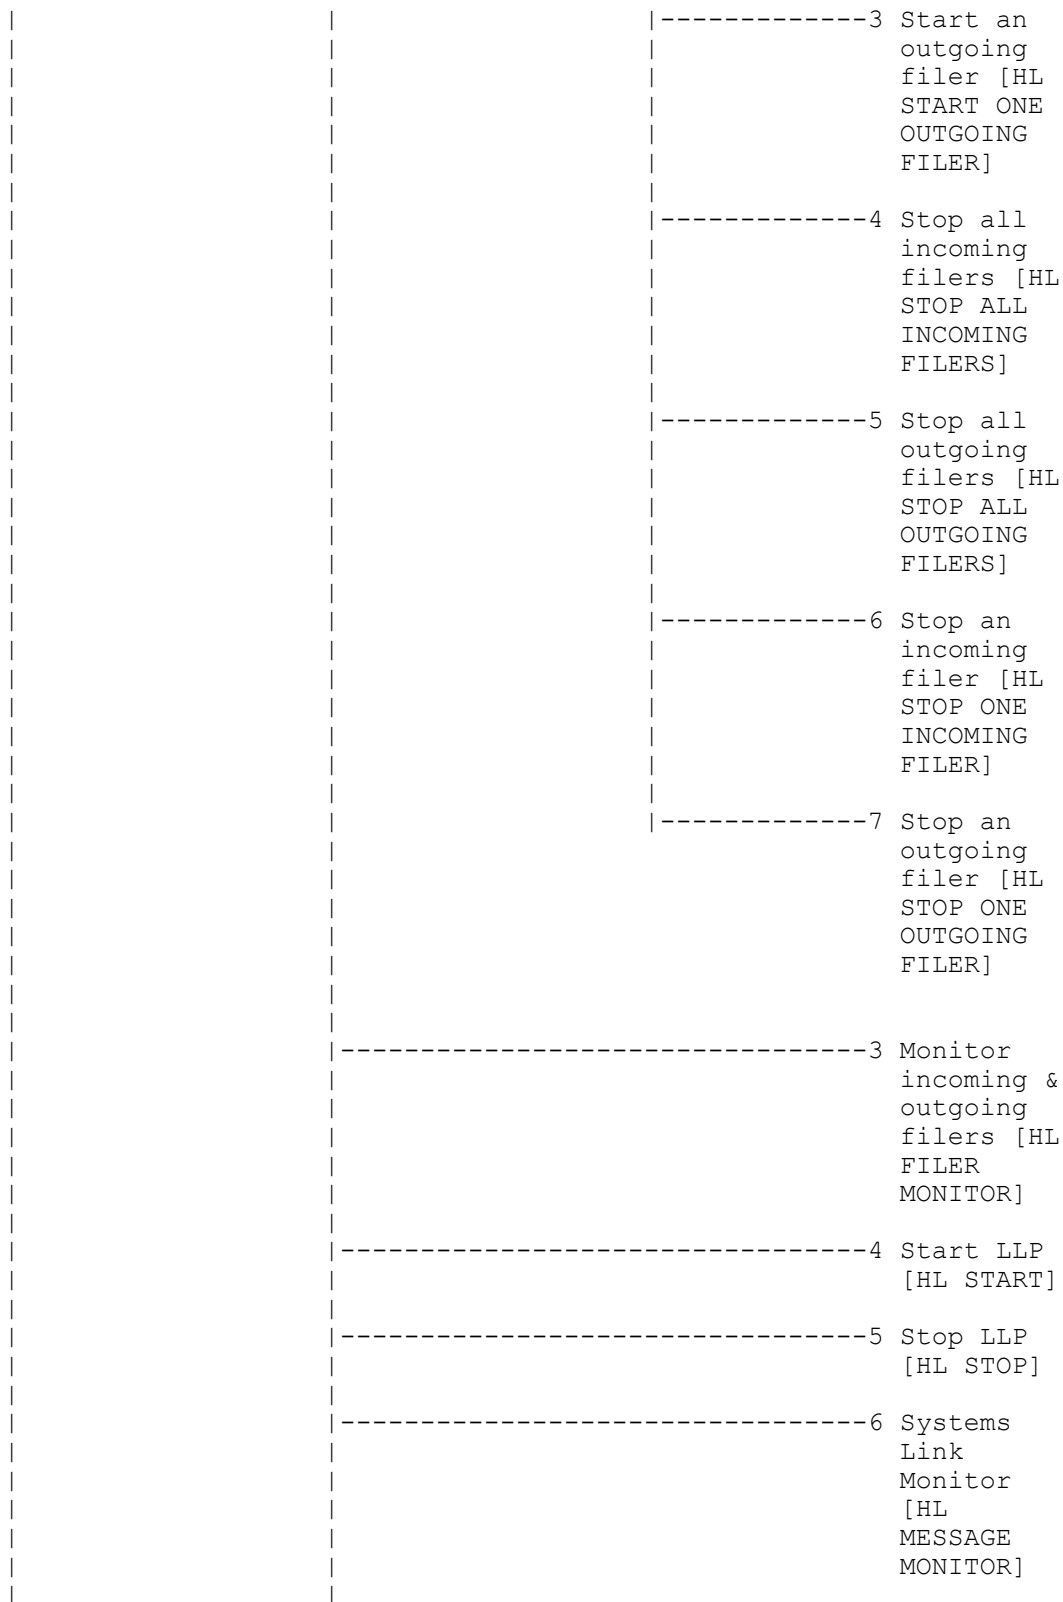 |-------------3 Start an
outgoing
filer [HL
START ONE
OUTGOING
FILER]
|-------------4 Stop all
incoming
filers [HL
STOP ALL
INCOMING
FILERS]
|-------------5 Stop all
outgoing
filers [HL
STOP ALL
OUTGOING
FILERS]
|-------------6 Stop an
incoming
filer [HL
STOP ONE
INCOMING
FILER]
|-------------7 Stop an
outgoing
filer [HL
STOP ONE
OUTGOING
FILER]
|---------------------------------3 Monitor
incoming &
outgoing
filers [HL
FILER
MONITOR]
|---------------------------------4 Start LLP
[HL START]
|---------------------------------5 Stop LLP
[HL STOP]
|---------------------------------6 Systems
Link
Monitor
[HL
MESSAGE
MONITOR]